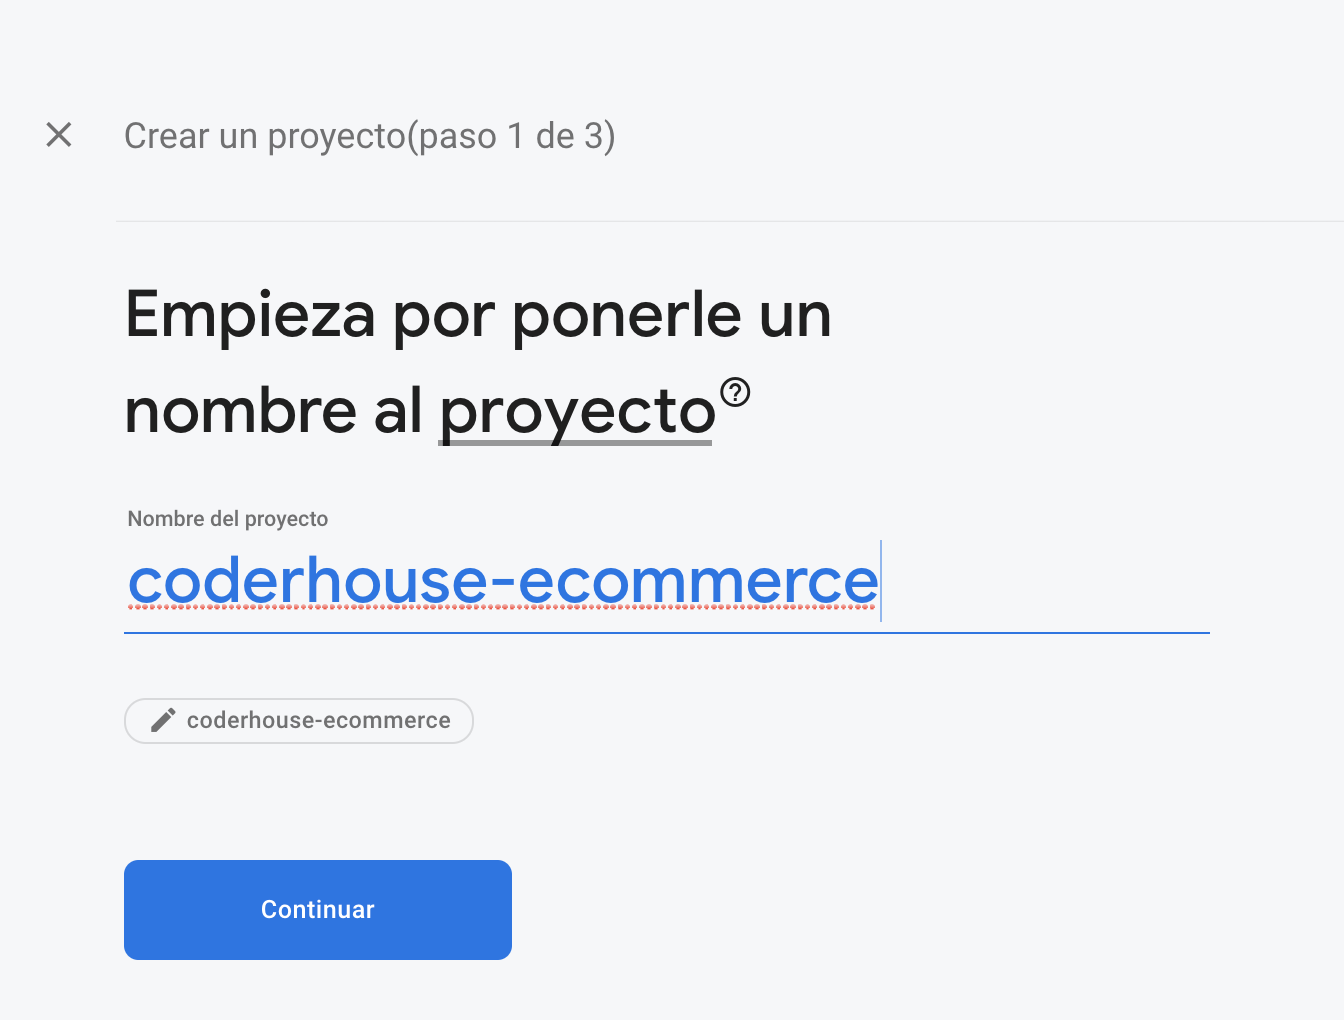 Crear un proyecto(paso 1 de 3)
Empieza por ponerle un
nombre al proyecto
Nombre del proyecto
coderhouse-ecommerce
coderhouse-ecommerce
Continuar